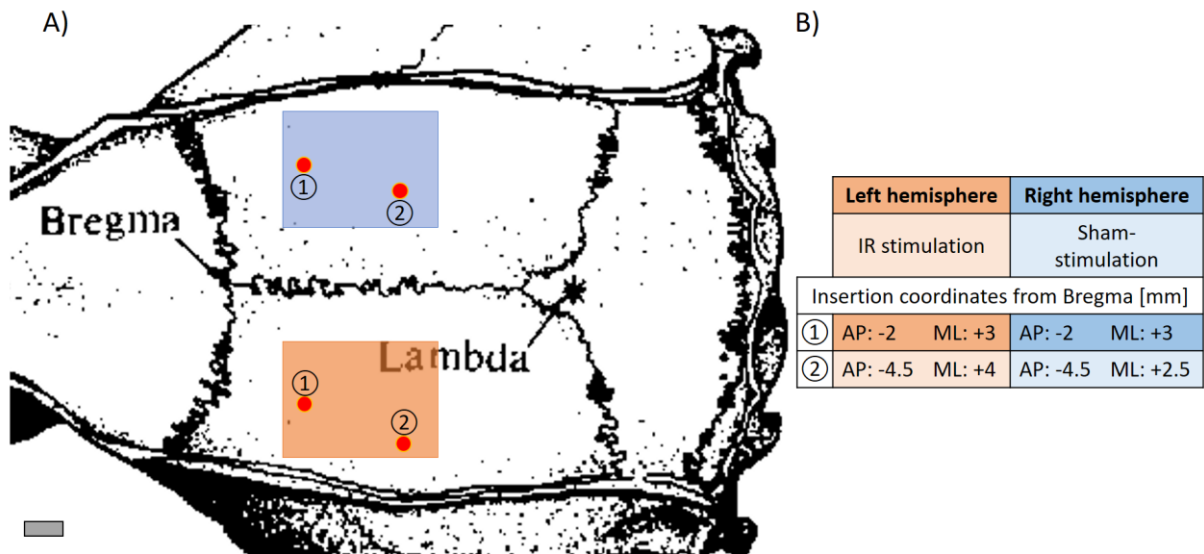 A)
B)
①
②
Bregma
Lambda
①
②
Left hemisphere Right hemisphere
IR stimulation Sham-
stimulation
Insertion coordinates from Bregma [mm]
① AP: -2 ML: +3 AP: -2 ML: +3
② AP: -4.5 ML: +4 AP: -4.5 ML: +2.5